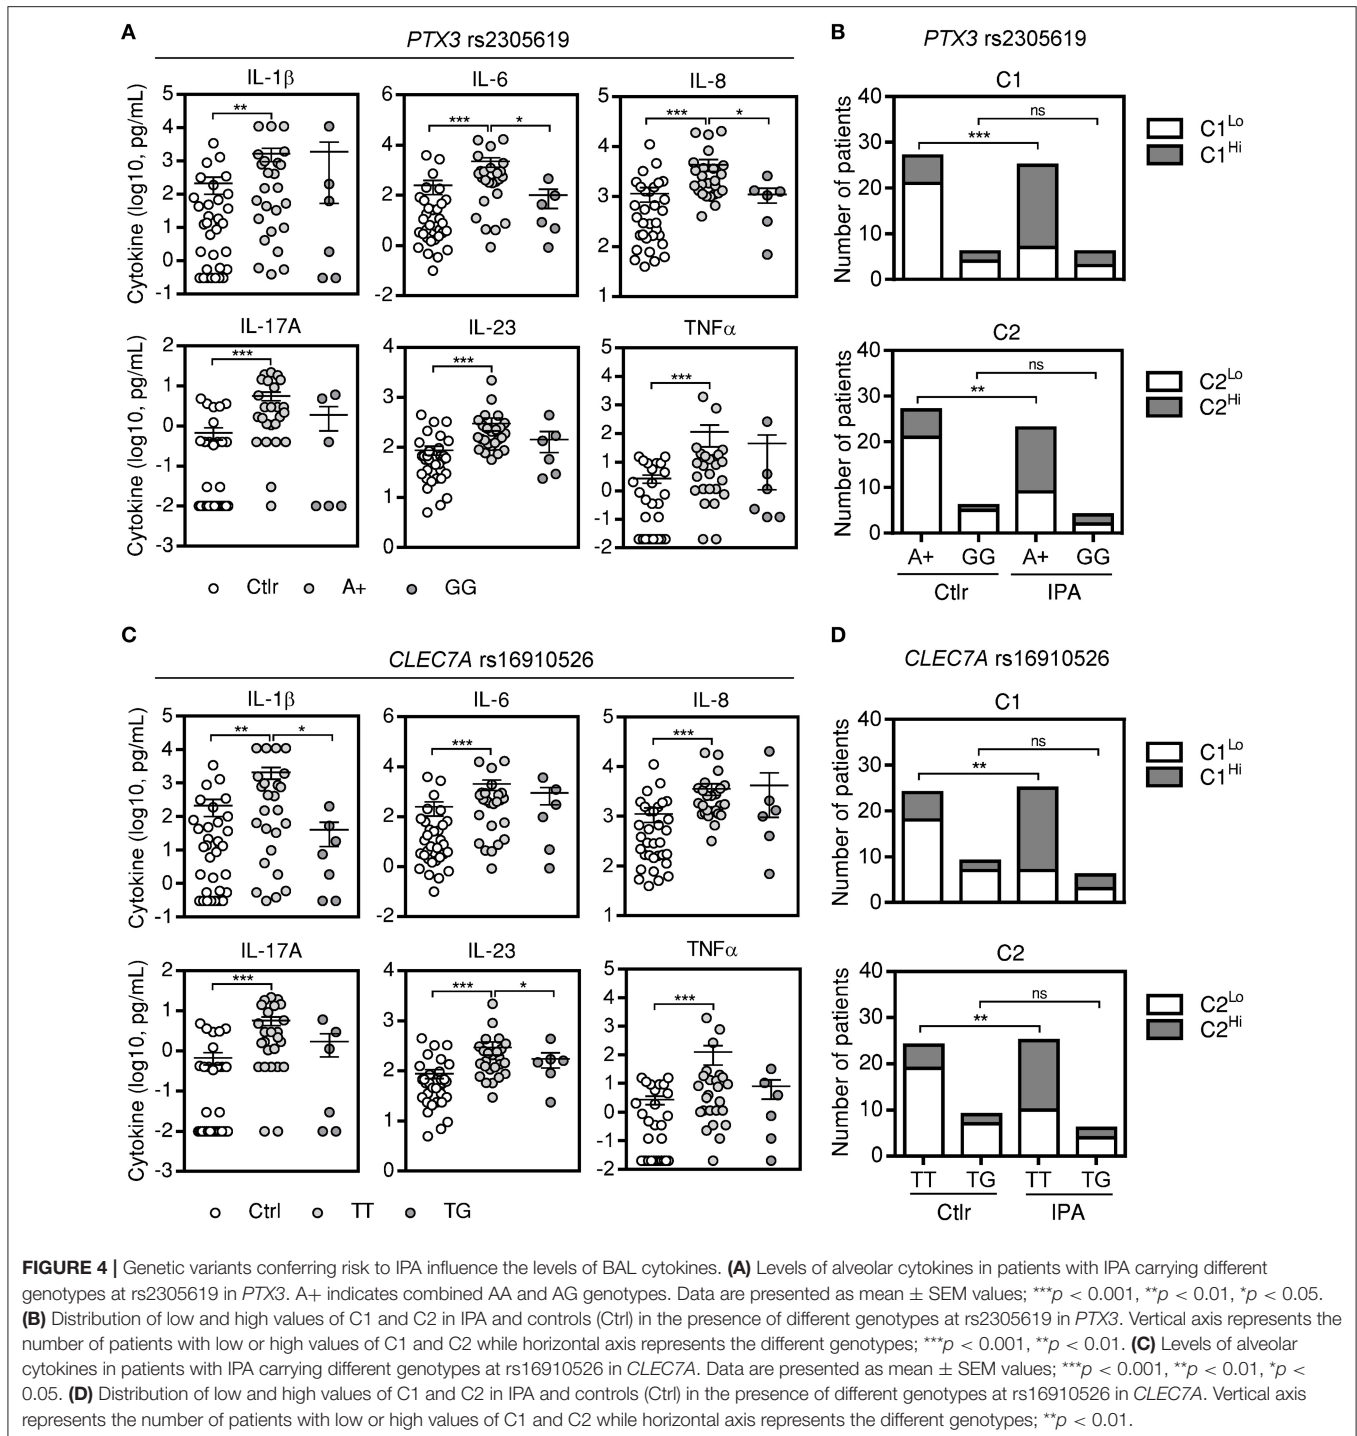 A
PTX3 rs2305619
IL-1β
IL-6
IL-8
Cytokine (log10, pg/mL)
5
4
3
2
1
0
-1
**
6
4
2
0
-2
***
*
5
4
3
2
1
***
*
IL-17A
IL-23
TNFα
Cytokine (log10, pg/mL)
2
1
0
-1
-2
-3
***
4
3
2
1
0
***
5
4
3
2
1
0
-1
-2
***
Ctlr
A+
GG
B
PTX3 rs2305619
C1
Number of patients
40
30
20
10
0
ns
***
C1Lo
C1Hi
C2
Number of patients
40
30
20
10
0
ns
**
C2Lo
C2Hi
A+
GG
A+
GG
Ctlr
IPA
C
CLEC7A rs16910526
IL-1β
IL-6
IL-8
Cytokine (log10, pg/mL)
5
4
3
2
1
0
-1
**
*
6
4
2
0
-2
***
5
4
3
2
1
***
IL-17A
IL-23
TNFα
Cytokine (log10, pg/mL)
2
1
0
-1
-2
-3
***
4
3
2
1
0
***
*
5
4
3
2
1
0
-1
-2
***
Ctrl
TT
TG
D
CLEC7A rs16910526
C1
Number of patients
40
30
20
10
0
ns
**
C1Lo
C1Hi
C2
Number of patients
40
30
20
10
0
ns
**
C2Lo
C2Hi
TT
TG
TT
TG
Ctlr
IPA
FIGURE 4 | Genetic variants conferring risk to IPA influence the levels of BAL cytokines. (A) Levels of alveolar cytokines in patients with IPA carrying different
genotypes at rs2305619 in PTX3. A+ indicates combined AA and AG genotypes. Data are presented as mean ± SEM values; ***p < 0.001, **p < 0.01, *p < 0.05.
(B) Distribution of low and high values of C1 and C2 in IPA and controls (Ctrl) in the presence of different genotypes at rs2305619 in PTX3. Vertical axis represents the
number of patients with low or high values of C1 and C2 while horizontal axis represents the different genotypes; ***p < 0.001, **p < 0.01. (C) Levels of alveolar
cytokines in patients with IPA carrying different genotypes at rs16910526 in CLEC7A. Data are presented as mean ± SEM values; ***p < 0.001, **p < 0.01, *p <
0.05. (D) Distribution of low and high values of C1 and C2 in IPA and controls (Ctrl) in the presence of different genotypes at rs16910526 in CLEC7A. Vertical axis
represents the number of patients with low or high values of C1 and C2 while horizontal axis represents the different genotypes; **p < 0.01.